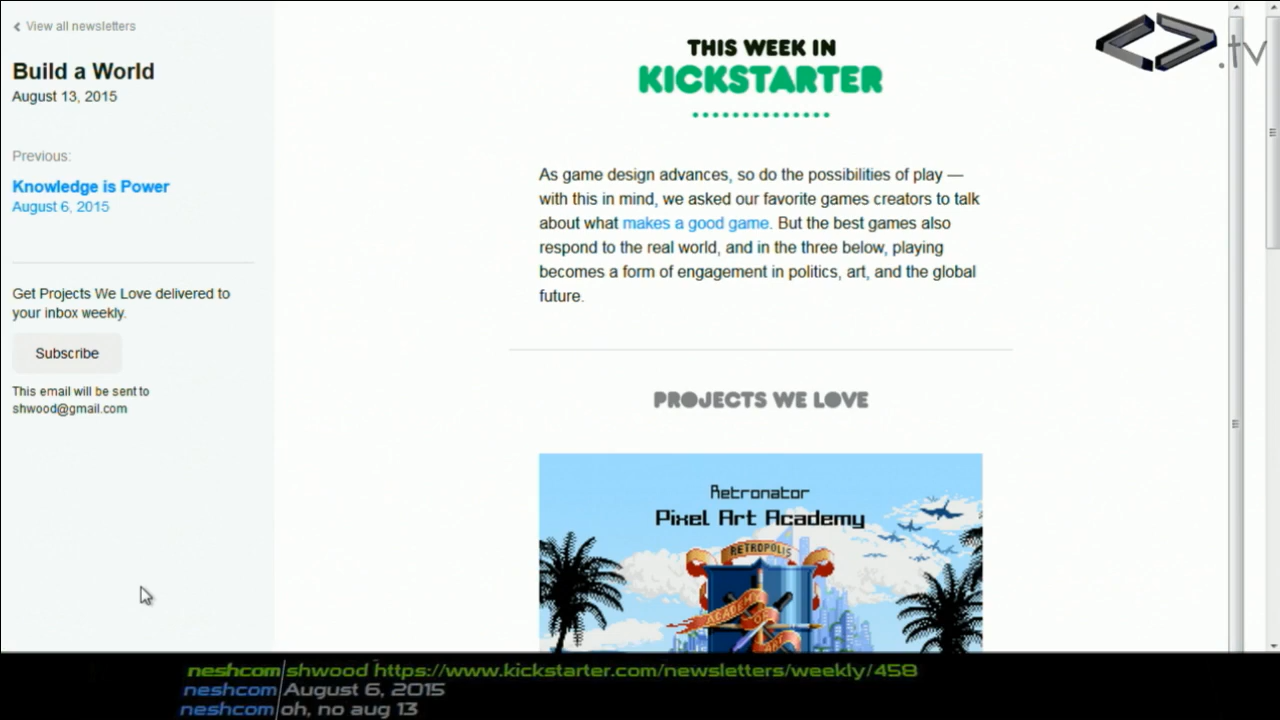 View all newsletters
Build a World
August 13, 2015
Previous:
Knowledge is Power
August 6, 2015
Get Projects We Love delivered to
your inbox weekly.
Subscribe
This email will be sent to
shwood@gmail.com
THIS WEEK IN
KICKSTARTER
As game design advances, so do the possibilities of play —
with this in mind, we asked our favorite games creators to talk
about what makes a good game. But the best games also
respond to the real world, and in the three below, playing
becomes a form of engagement in politics, art, and the global
future.
PROJECTS WE LOVE
Retronator
Pixel Art Academy
RETROPOLIS
ACADEMY
OF
ART
<>.tv
neshcom shwood https://www.kickstarter.com/newsletters/weekly/458
neshcom August 6, 2015
neshcom oh, no aug 13